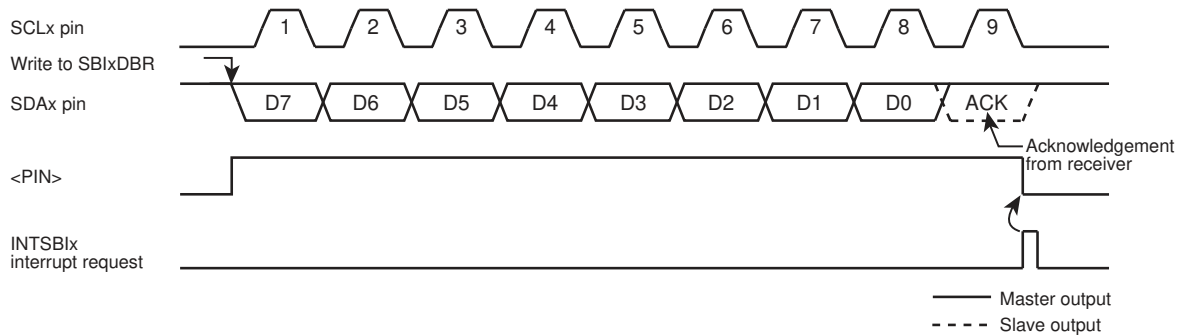 SCLx pin
1 2 3 4 5 6 7 8 9
Write to SBIxDBR
SDAx pin
D7 D6 D5 D4 D3 D2 D1 D0 ACK
Acknowledgement
from receiver
<PIN>
INTSBIx
interrupt request
Master output
Slave output